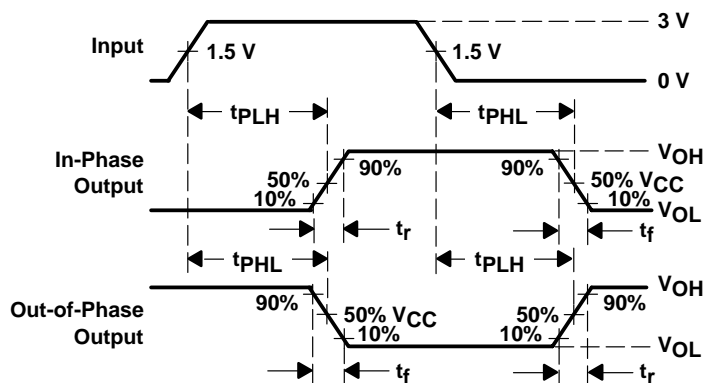 3 V
Input
1.5 V
1.5 V
0 V
tPLH
tPHL
In-Phase
Output
VOH
90%
90%
50%
50% VCC
10%
10%
VOL
tr
tf
tPHL
tPLH
Out-of-Phase
Output
VOH
90%
90%
50% VCC
50%
10%
10%
VOL
tf
tr